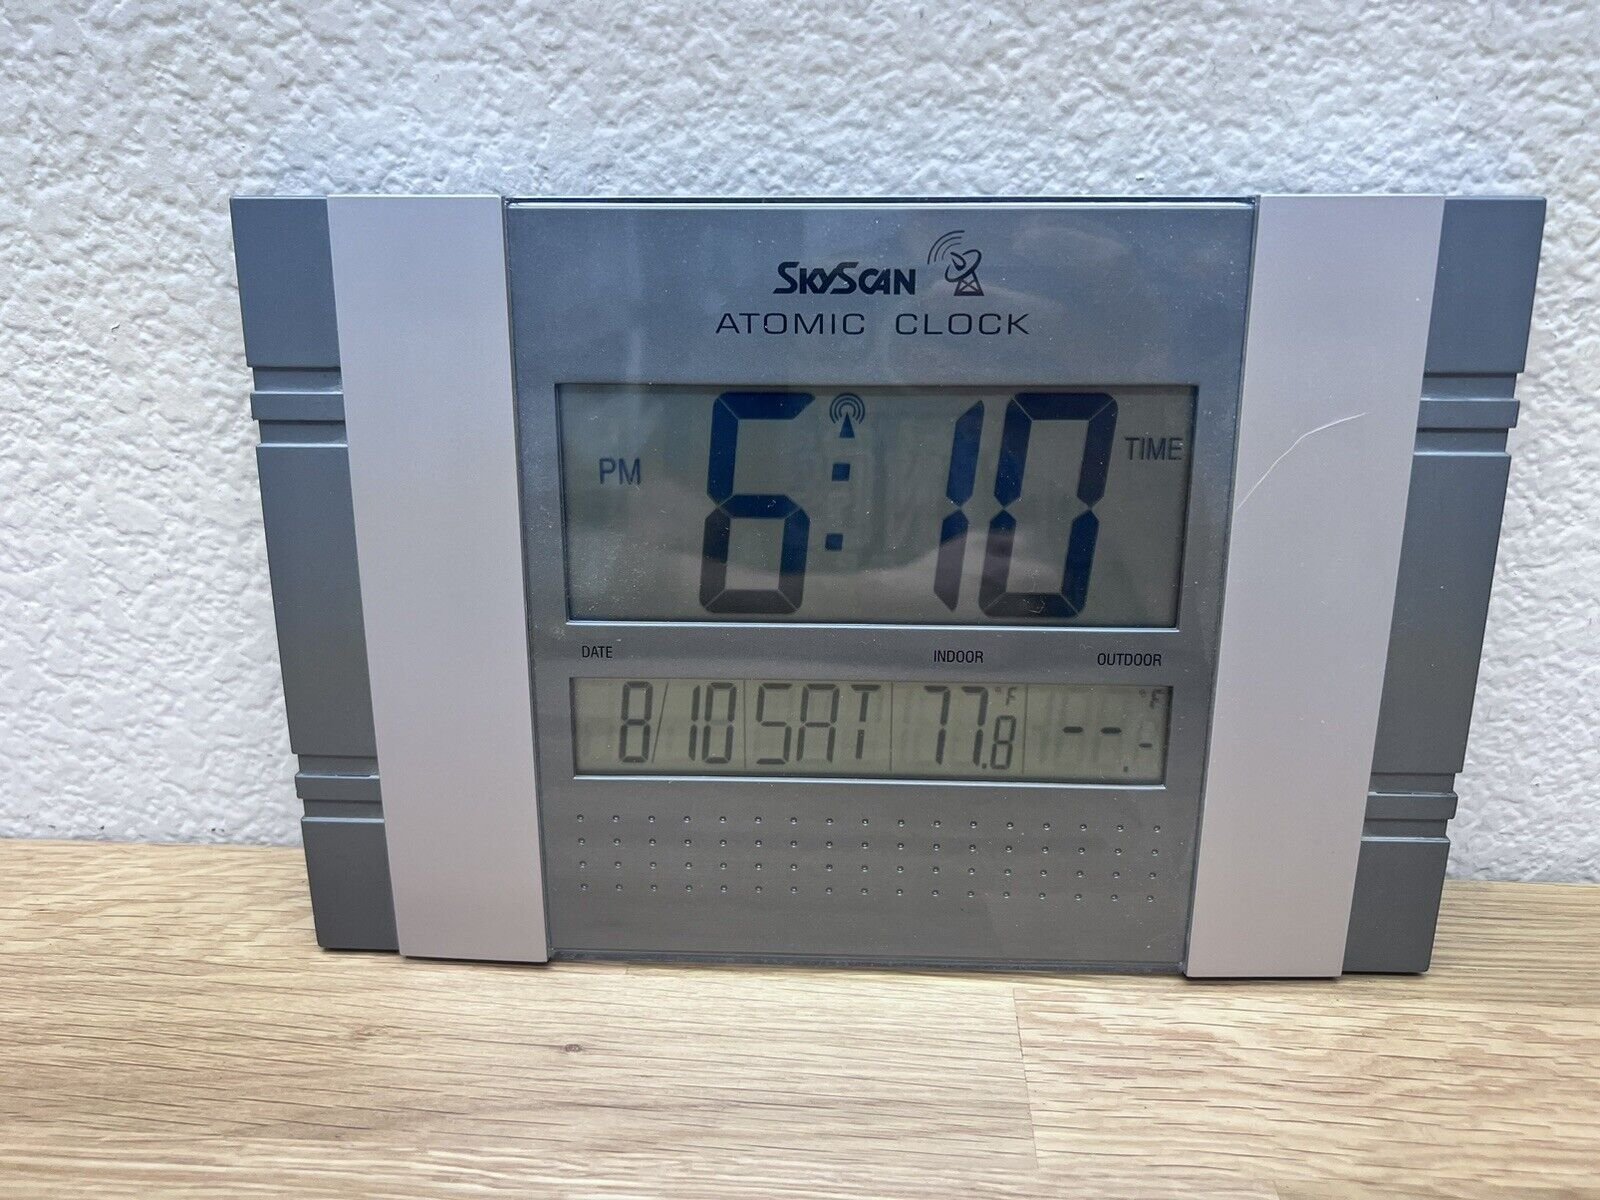 SKYSCAN
ATOMIC CLOCK
PM 6:10 TIME
DATE INDOOR OUTDOOR
8/10 SAT 77.8 °F --.- °F